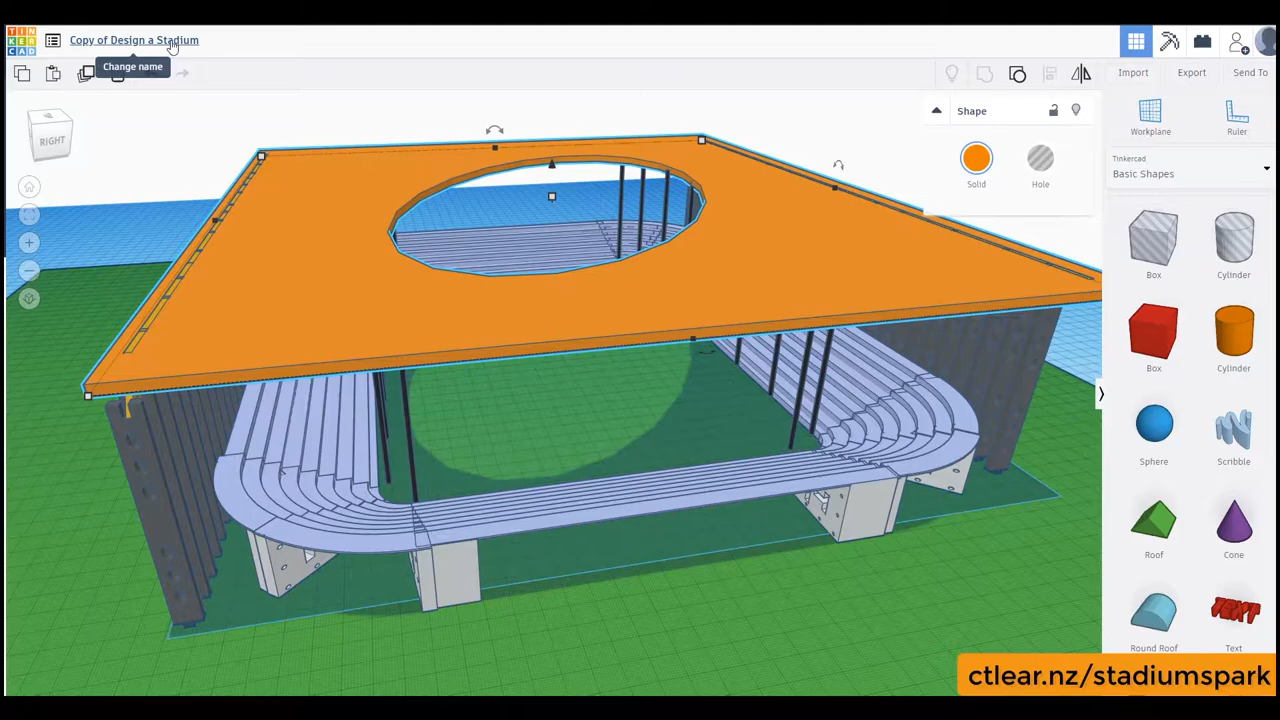 TIN
KER
CAD
Copy of Design a Stadium
Change name
Import
Export
Send To
RIGHT
Shape
Solid
Hole
Workplane
Ruler
Tinkercad
Basic Shapes
Box
Cylinder
Box
Cylinder
Sphere
Scribble
Roof
Cone
TEXT
Round Roof
Text
ctlear.nz/stadiumspark